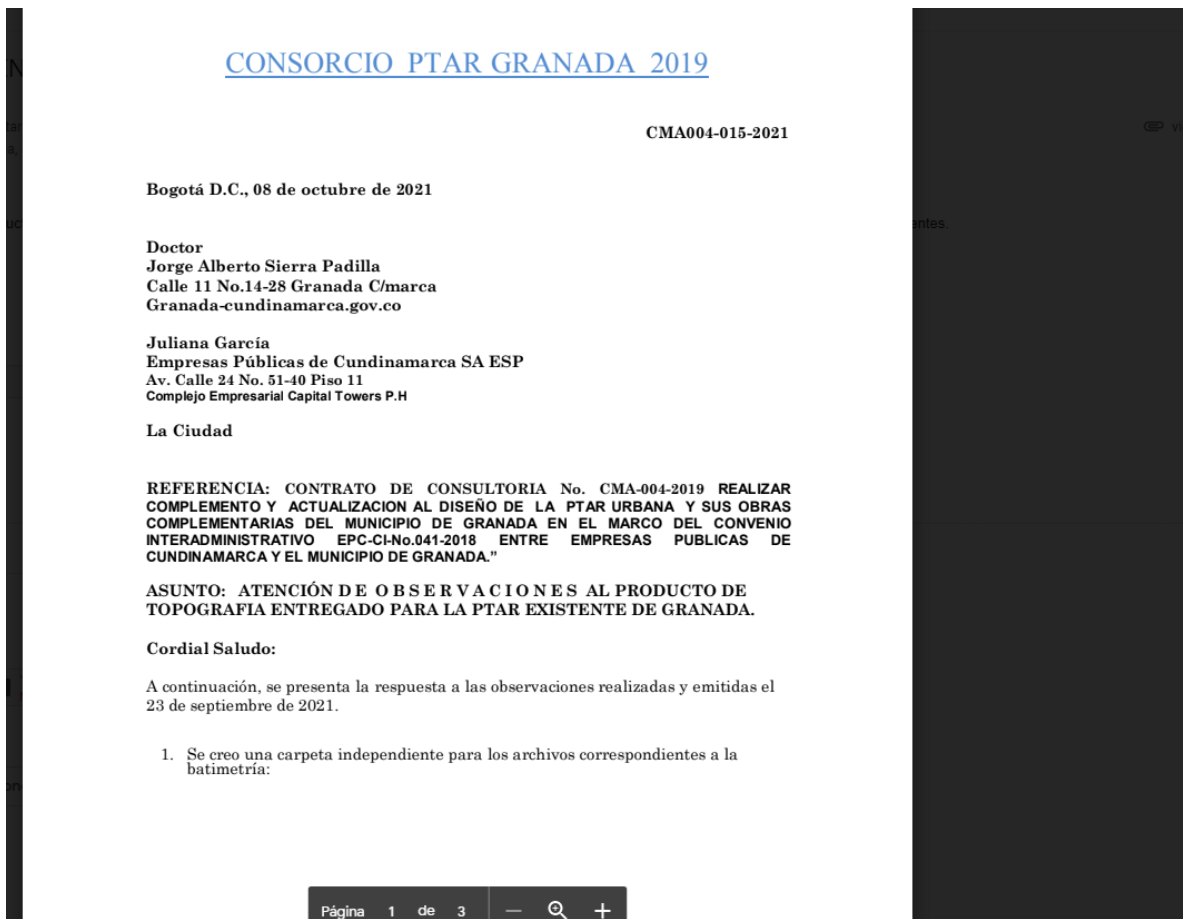 CONSORCIO PTAR GRANADA 2019
CMA004-015-2021
Bogotá D.C., 08 de octubre de 2021
Doctor
Jorge Alberto Sierra Padilla
Calle 11 No.14-28 Granada C/marca
Granada-cundinamarca.gov.co
Juliana García
Empresas Públicas de Cundinamarca SA ESP
Av. Calle 24 No. 51-40 Piso 11
Complejo Empresarial Capital Towers P.H
La Ciudad
REFERENCIA: CONTRATO DE CONSULTORIA No. CMA-004-2019 REALIZAR
COMPLEMENTO Y ACTUALIZACION AL DISEÑO DE LA PTAR URBANA Y SUS OBRAS
COMPLEMENTARIAS DEL MUNICIPIO DE GRANADA EN EL MARCO DEL CONVENIO
INTERADMINISTRATIVO EPC-CI-No.041-2018 ENTRE EMPRESAS PUBLICAS DE
CUNDINAMARCA Y EL MUNICIPIO DE GRANADA.”
ASUNTO: ATENCIÓN D E O B S E R V A C I O N E S AL PRODUCTO DE
TOPOGRAFIA ENTREGADO PARA LA PTAR EXISTENTE DE GRANADA.
Cordial Saludo:
A continuación, se presenta la respuesta a las observaciones realizadas y emitidas el
23 de septiembre de 2021.
1. Se creo una carpeta independiente para los archivos correspondientes a la
batimetría:
entes.
Página 1 de 3